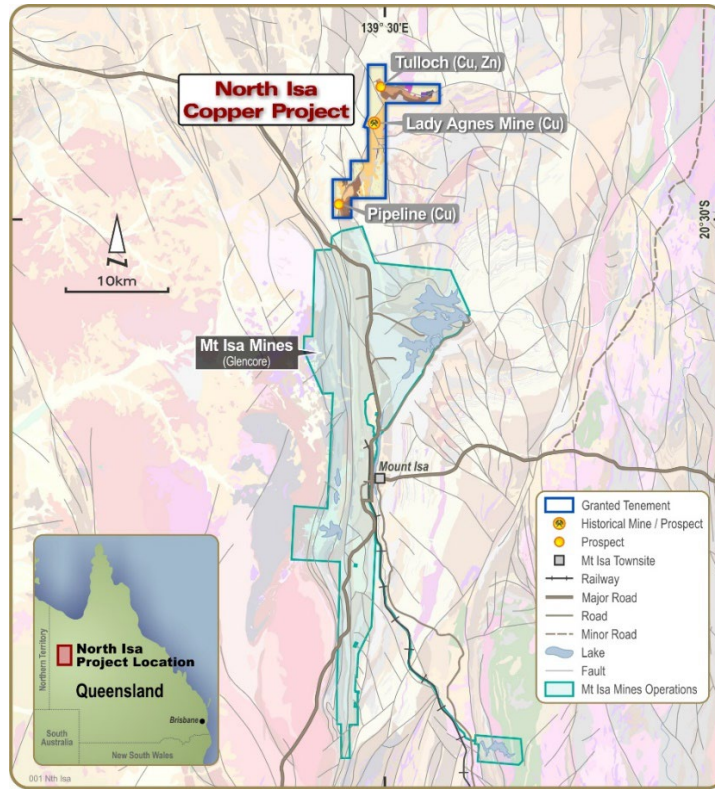 139° 30'E
Tulloch (Cu, Zn)
North Isa
Copper Project
Lady Agnes Mine (Cu)
Pipeline (Cu)
20°30'S
N
10km
Mt Isa Mines
(Glencore)
Mount Isa
Granted Tenement
Historical Mine / Prospect
Prospect
Mt Isa Townsite
Railway
Major Road
Road
Minor Road
Lake
Fault
Mt Isa Mines Operations
Northern Territory
North Isa
Project Location
Queensland
Brisbane
South
Australia
New South Wales
001 Nth Isa